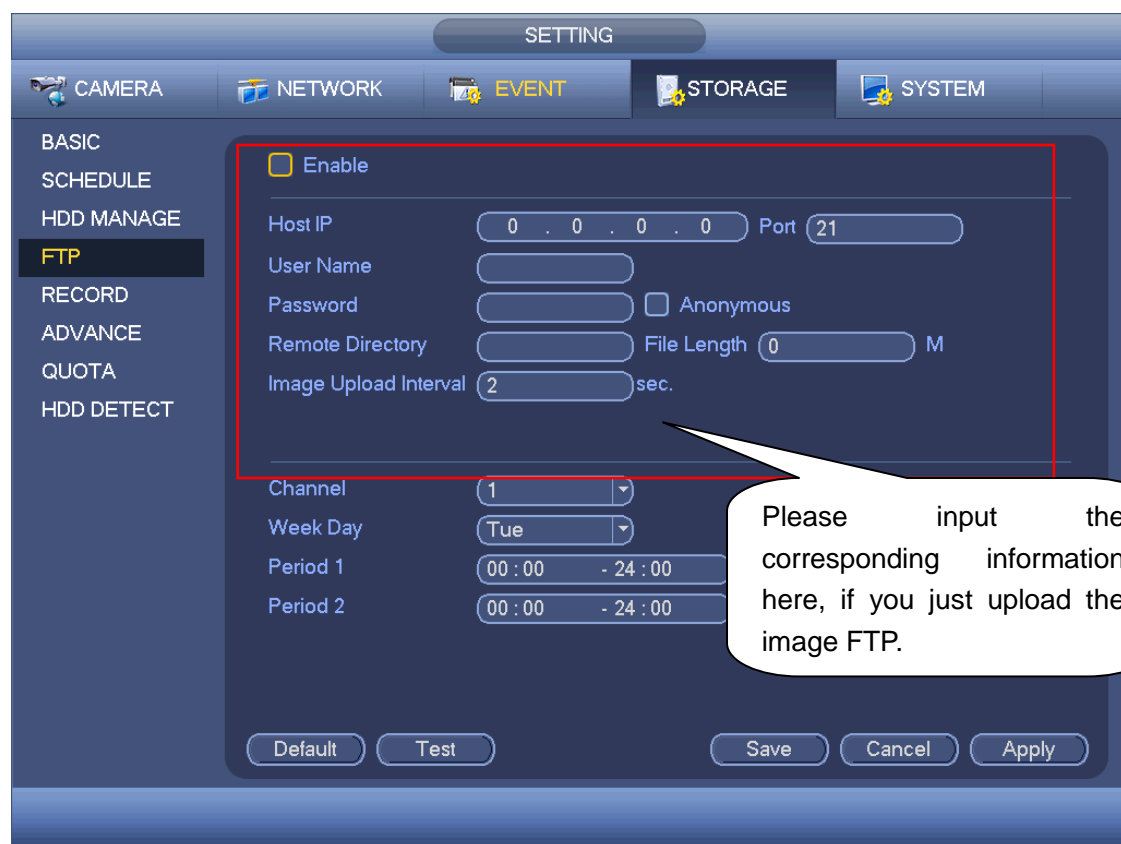 SETTING
CAMERA NETWORK EVENT STORAGE SYSTEM
BASIC
SCHEDULE
HDD MANAGE
FTP
RECORD
ADVANCE
QUOTA
HDD DETECT
Enable
Host IP 0 . 0 . 0 . 0 Port 21
User Name
Password Anonymous
Remote Directory File Length 0 M
Image Upload Interval 2 sec.
Channel 1
Week Day Tue
Period 1 00 : 00 - 24 : 00
Period 2 00 : 00 - 24 : 00
Please input the
corresponding information
here, if you just upload the
image FTP.
Default Test Save Cancel Apply